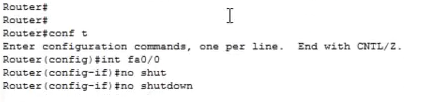 Router#
Router#
Router#conf t
Enter configuration commands, one per line.  End with CNTL/Z.
Router(config)#int fa0/0
Router(config-if)#no shut
Router(config-if)#no shutdown